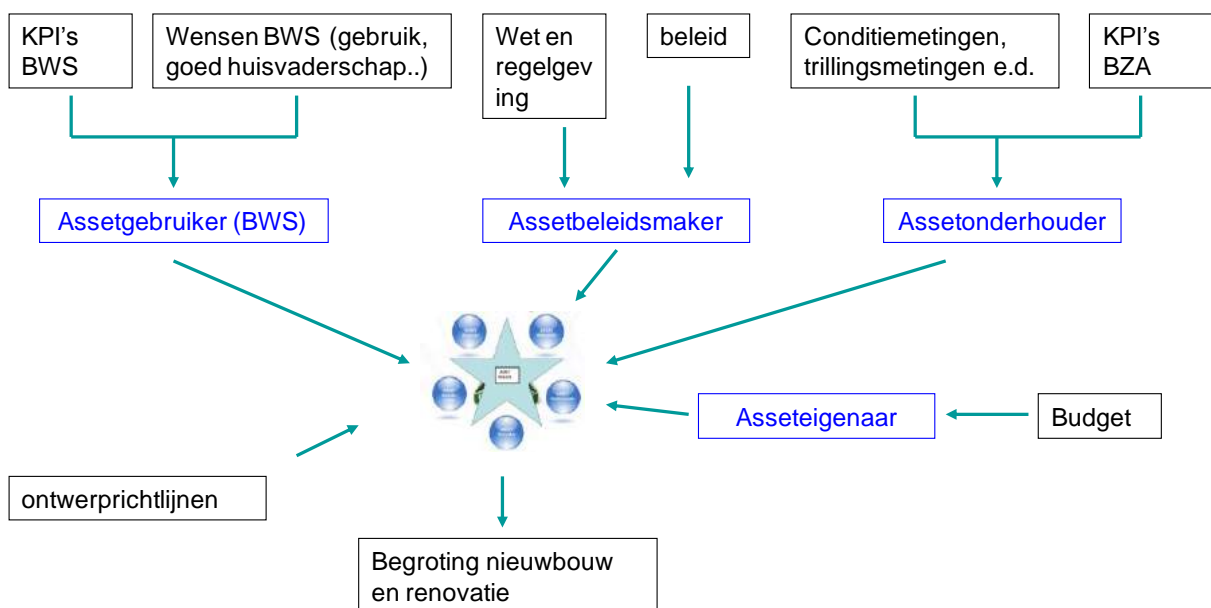 KPI's
BWS
Wensen BWS (gebruik,
goed huisvaderschap..)
Wet en
regelgev
ing
beleid
Conditiemetingen,
trillingsmetingen e.d.
KPI's
BZA
Assetgebruiker (BWS)
Assetbeleidsmaker
Assetonderhouder
Asseteigenaar
Budget
ontwerprichtlijnen
Begroting nieuwbouw
en renovatie